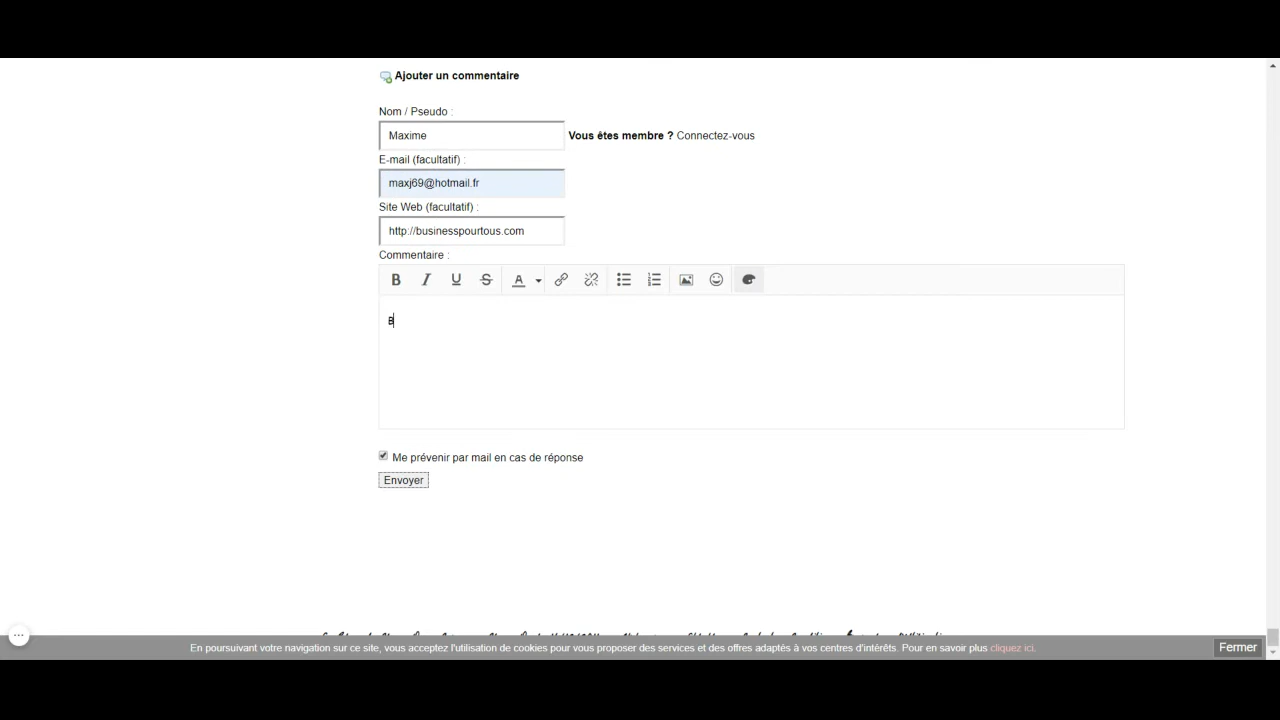 Ajouter un commentaire
Nom / Pseudo :
Maxime
Vous êtes membre ? Connectez-vous
E-mail (facultatif) :
maxj69@hotmail.fr
Site Web (facultatif) :
http://businesspourtous.com
Commentaire :
B I U S A
B
Me prévenir par mail en cas de réponse
Envoyer
En poursuivant votre navigation sur ce site, vous acceptez l'utilisation de cookies pour vous proposer des services et des offres adaptés à vos centres d'intérêts. Pour en savoir plus cliquez ici.
Fermer